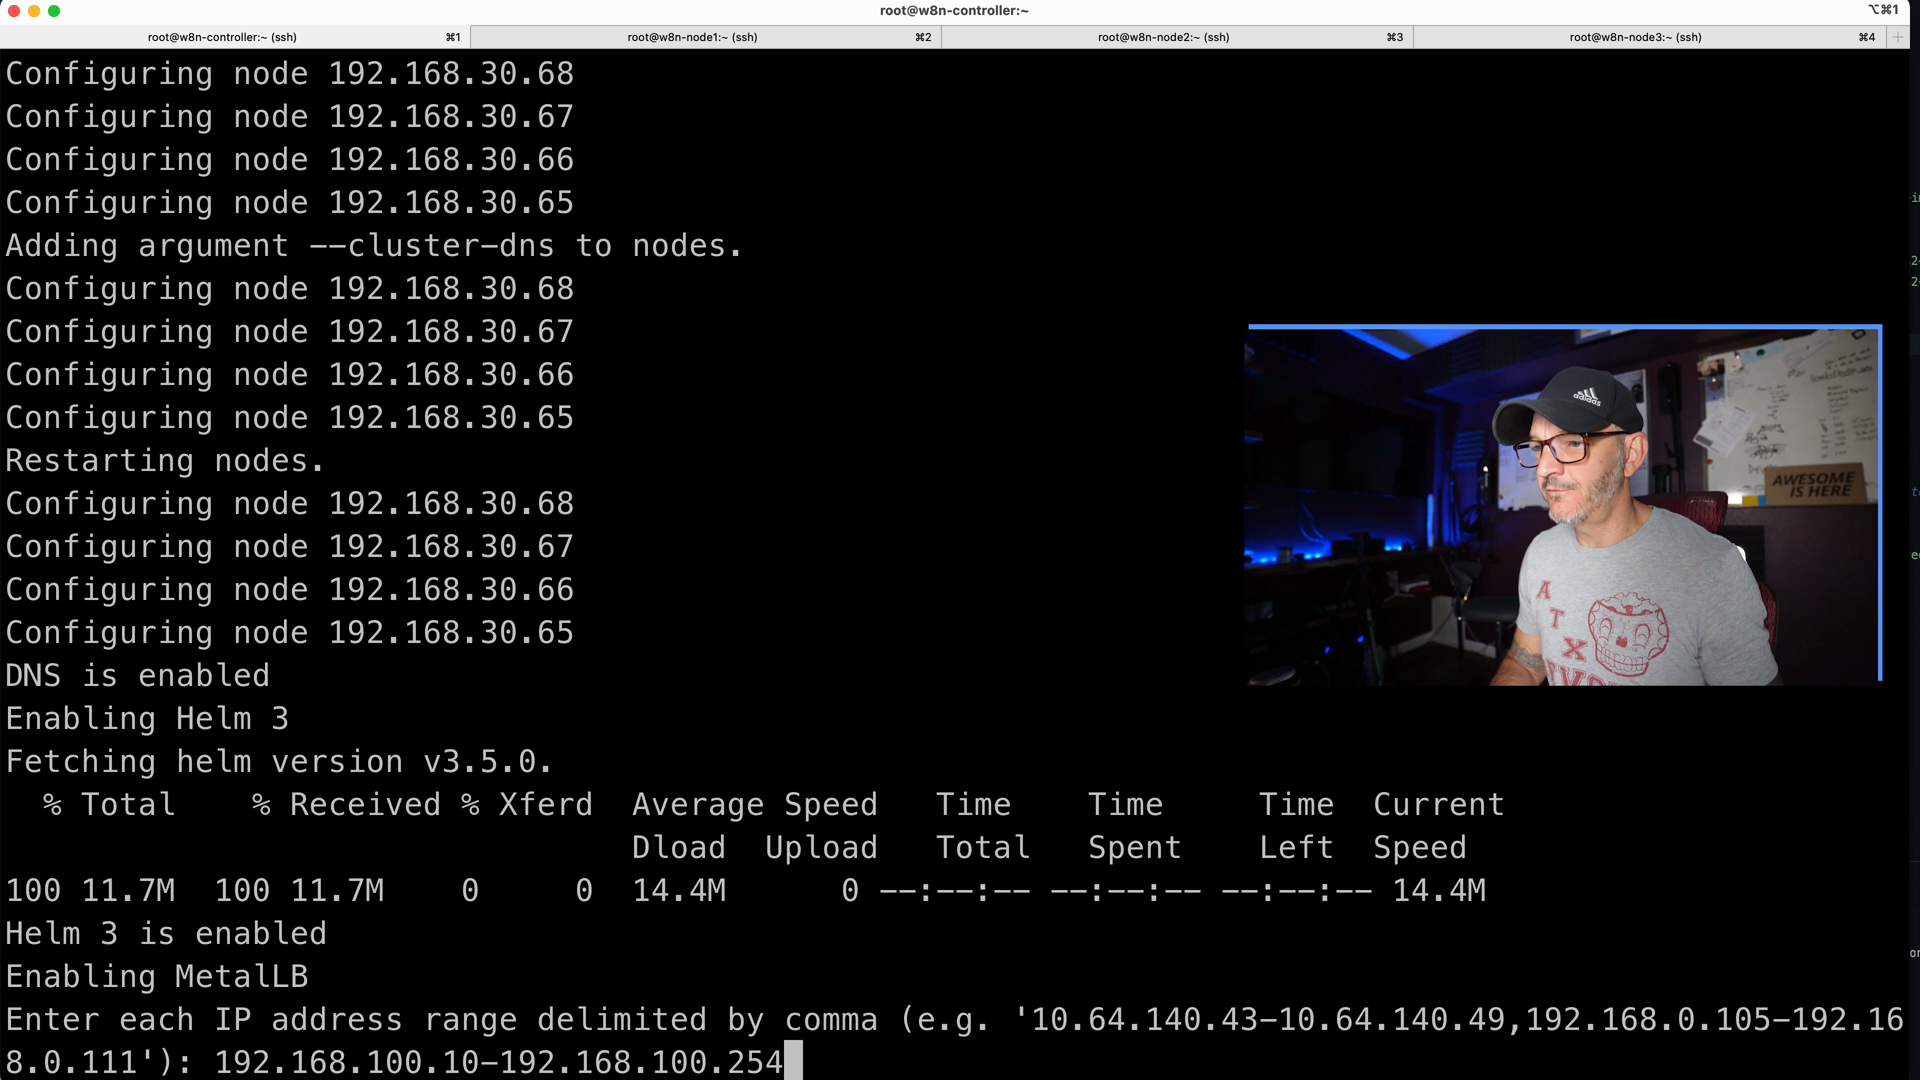 root@w8n-controller:~
⌥⌘1
root@w8n-controller:~ (ssh) ⌘1
root@w8n-node1:~ (ssh) ⌘2
root@w8n-node2:~ (ssh) ⌘3
root@w8n-node3:~ (ssh) ⌘4
Configuring node 192.168.30.68
Configuring node 192.168.30.67
Configuring node 192.168.30.66
Configuring node 192.168.30.65
Adding argument --cluster-dns to nodes.
Configuring node 192.168.30.68
Configuring node 192.168.30.67
Configuring node 192.168.30.66
Configuring node 192.168.30.65
Restarting nodes.
Configuring node 192.168.30.68
Configuring node 192.168.30.67
Configuring node 192.168.30.66
Configuring node 192.168.30.65
DNS is enabled
Enabling Helm 3
Fetching helm version v3.5.0.
% Total % Received % Xferd Average Speed Time Time Time Current
Dload Upload Total Spent Left Speed
100 11.7M 100 11.7M 0 0 14.4M 0 --:--:-- --:--:-- --:--:-- 14.4M
Helm 3 is enabled
Enabling MetalLB
Enter each IP address range delimited by comma (e.g. '10.64.140.43-10.64.140.49,192.168.0.105-192.16
8.0.111'): 192.168.100.10-192.168.100.254
adidas
AWESOME
IS HERE
ATX